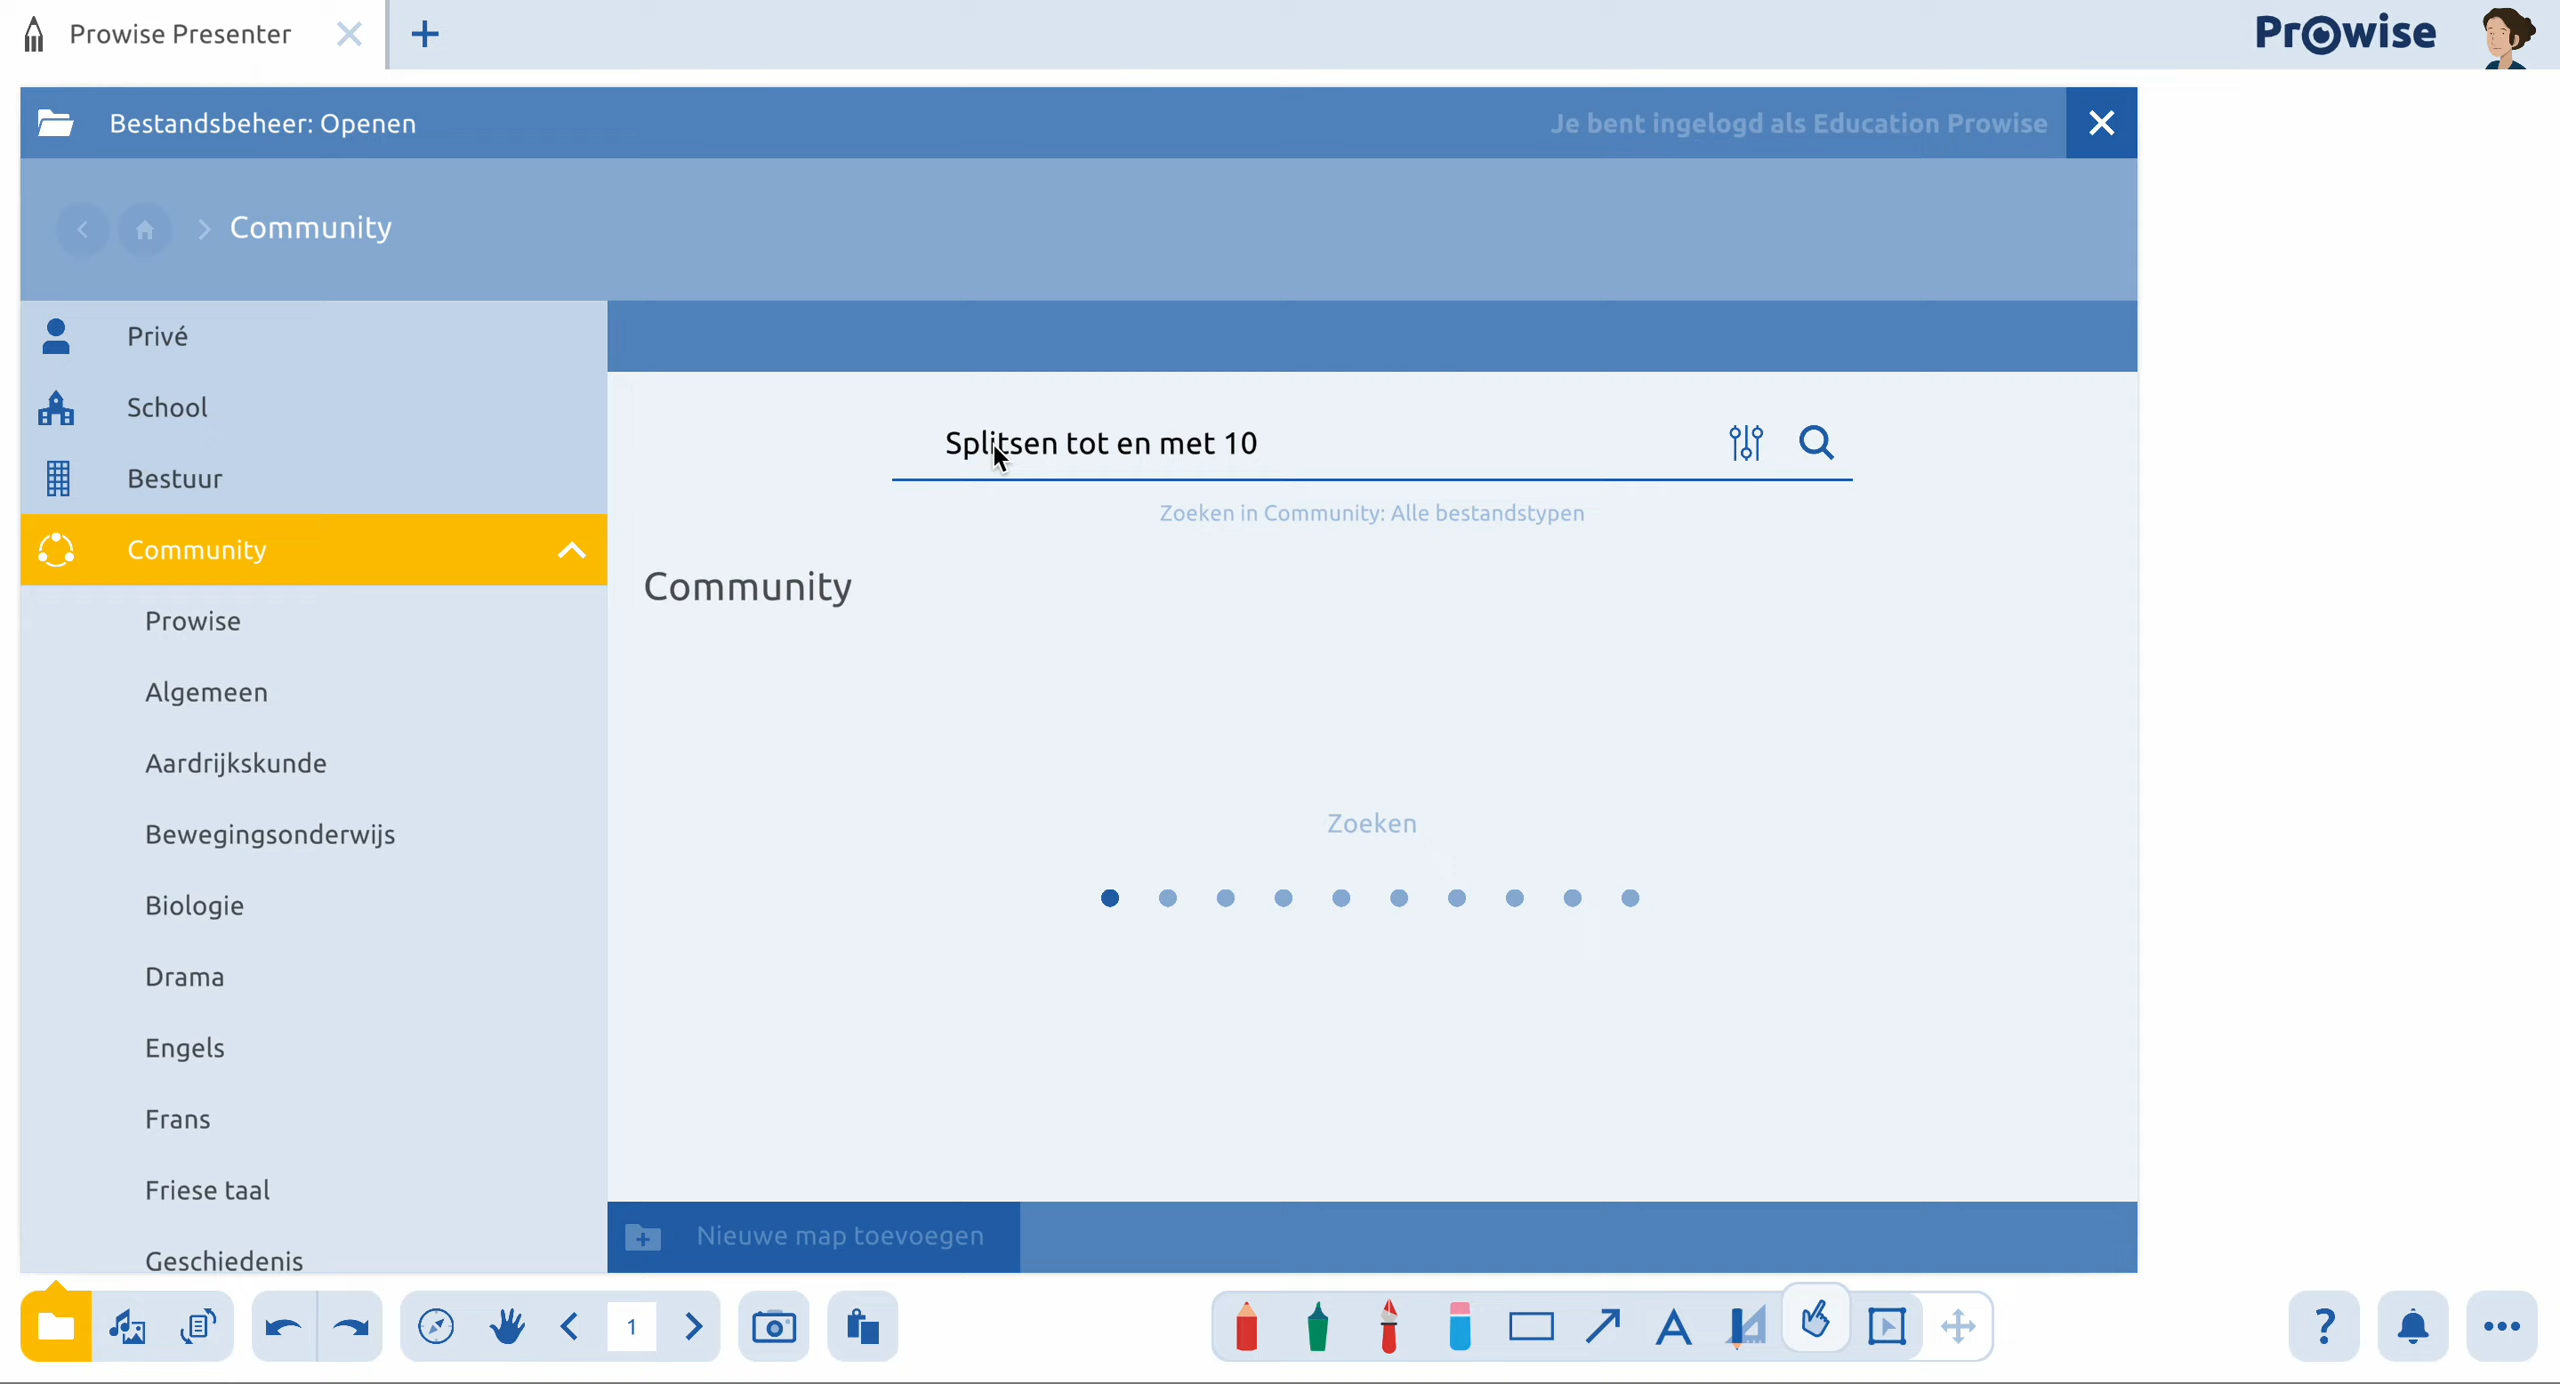 Prowise Presenter
Prowise
Bestandsbeheer: Openen
Je bent ingelogd als Education Prowise
Community
Privé
School
Bestuur
Community
Prowise
Algemeen
Aardrijkskunde
Bewegingsonderwijs
Biologie
Drama
Engels
Frans
Friese taal
Geschiedenis
Splitsen tot en met 10
Zoeken in Community: Alle bestandstypen
Community
Zoeken
Nieuwe map toevoegen
1
A
?